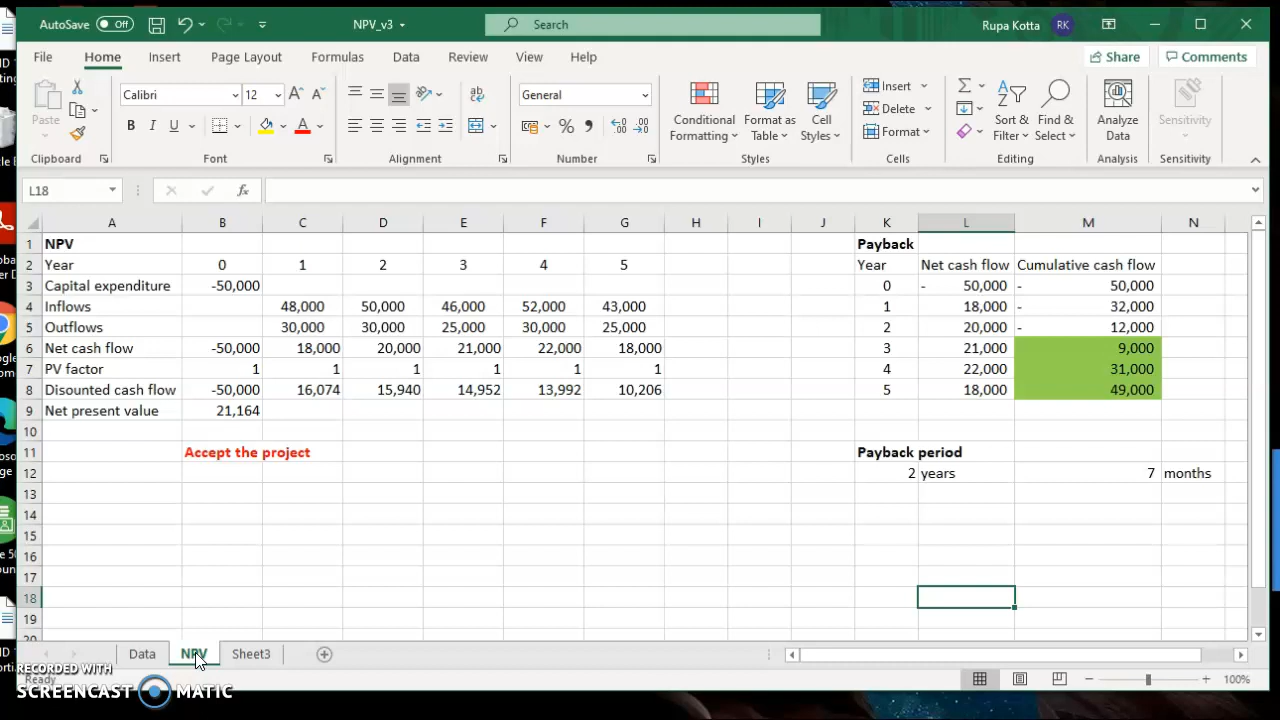 AutoSave Off NPV_v3 Search Rupa Kotta RK
File Home Insert Page Layout Formulas Data Review View Help Share Comments
Paste Calibri 12 A A General Conditional Formatting Format as Table Cell Styles Insert Delete Format Sort & Filter Find & Select Analyze Data Sensitivity
B I U A ab %
Clipboard Font Alignment Number Styles Cells Editing Analysis Sensitivity
L18 fx
A B C D E F G H I J K L M N
1 NPV Payback
2 Year 0 1 2 3 4 5 Year Net cash flow Cumulative cash flow
3 Capital expenditure -50,000 0 - 50,000 - 50,000
4 Inflows 48,000 50,000 46,000 52,000 43,000 1 18,000 - 32,000
5 Outflows 30,000 30,000 25,000 30,000 25,000 2 20,000 - 12,000
6 Net cash flow -50,000 18,000 20,000 21,000 22,000 18,000 3 21,000 9,000
7 PV factor 1 1 1 1 1 1 4 22,000 31,000
8 Disounted cash flow -50,000 16,074 15,940 14,952 13,992 10,206 5 18,000 49,000
9 Net present value 21,164
10
11 Accept the project Payback period
12 2 years 7 months
13
14
15
16
17
18
19
20
Data NPV Sheet3
RECORDED WITH
SCREENCAST MATIC
Ready 100%